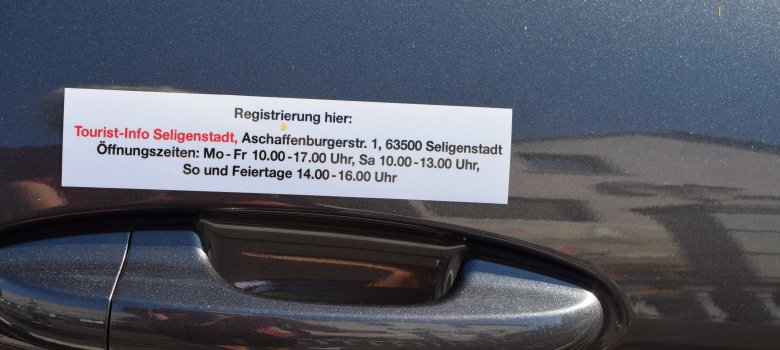 Registrierung hier:
Tourist-Info Seligenstadt, Aschaffenburgerstr. 1, 63500 Seligenstadt
Öffnungszeiten: Mo - Fr 10.00 - 17.00 Uhr, Sa 10.00 - 13.00 Uhr,
So und Feiertage 14.00 - 16.00 Uhr